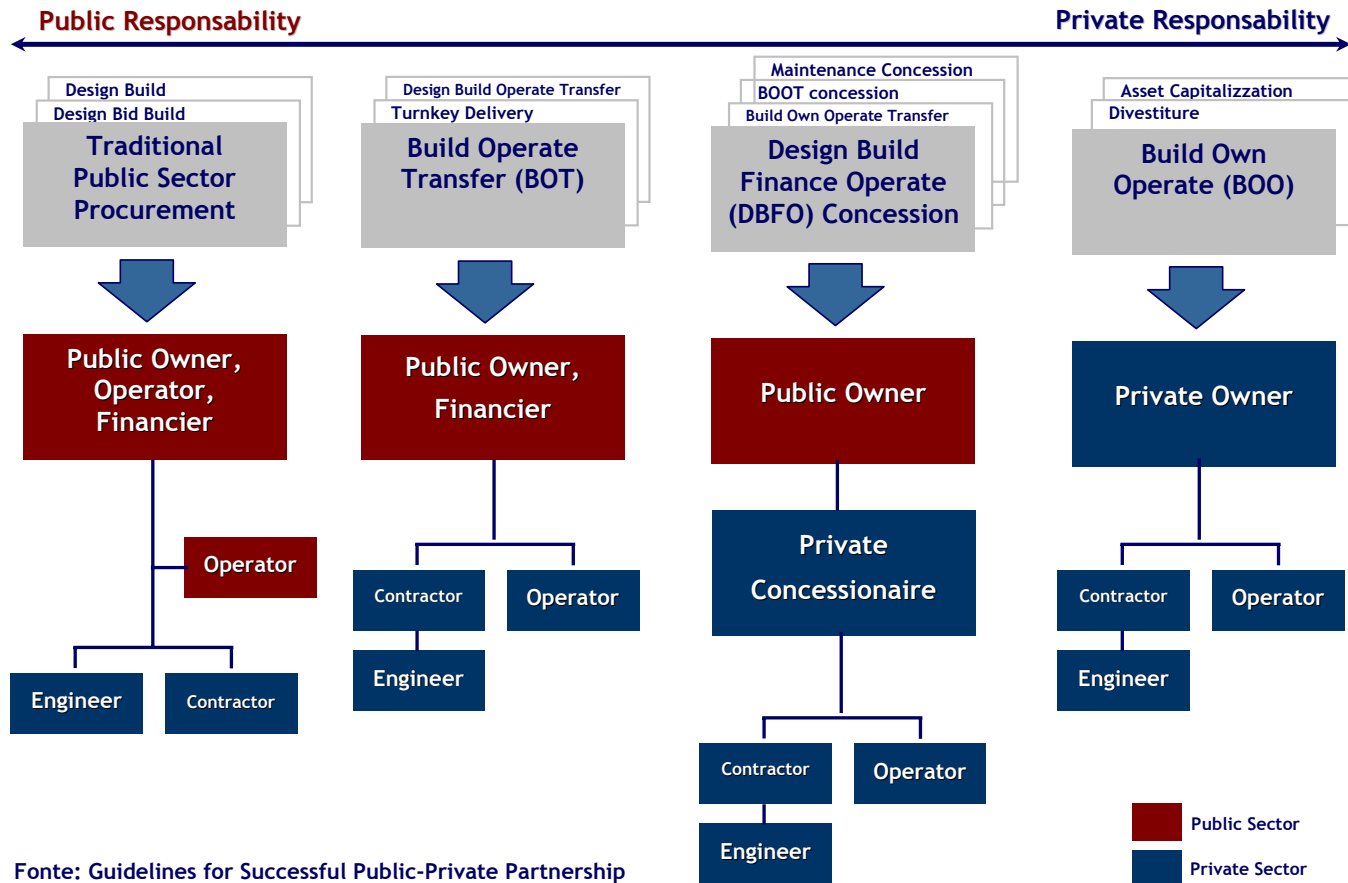 Public Responsability
Private Responsability
Design Build
Design Bid Build
Traditional
Public Sector
Procurement
Design Build Operate Transfer
Turnkey Delivery
Build Operate
Transfer (BOT)
Maintenance Concession
BOOT concession
Build Own Operate Transfer
Design Build
Finance Operate
(DBFO) Concession
Asset Capitalizzation
Divestiture
Build Own
Operate (BOO)
Public Owner,
Operator,
Financier
Operator
Engineer
Contractor
Public Owner,
Financier
Contractor
Operator
Engineer
Public Owner
Private
Concessionaire
Contractor
Operator
Engineer
Private Owner
Contractor
Operator
Engineer
Public Sector
Private Sector
Fonte: Guidelines for Successful Public-Private Partnership